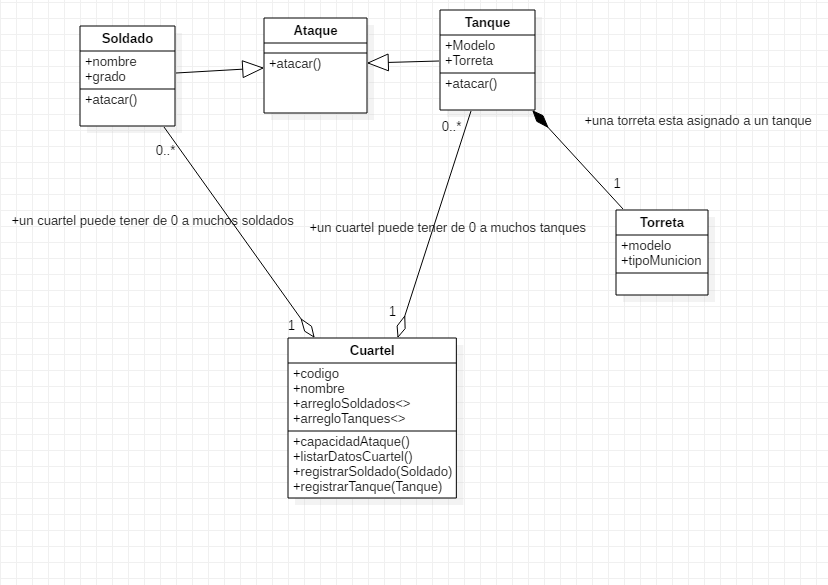 Soldado
+nombre
+grado
+atacar()
Ataque
+atacar()
Tanque
+Modelo
+Torreta
+atacar()
0..*
0..*
+una torreta esta asignado a un tanque
1
+un cuartel puede tener de 0 a muchos soldados
+un cuartel puede tener de 0 a muchos tanques
Torreta
+modelo
+tipoMunicion
1
1
Cuartel
+codigo
+nombre
+arregloSoldados<>
+arregloTanques<>
+capacidadAtaque()
+listarDatosCuartel()
+registrarSoldado(Soldado)
+registrarTanque(Tanque)